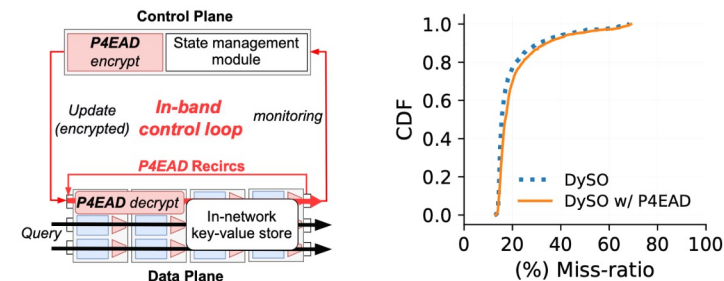 Control Plane
P4EAD
encrypt
State management
module
Update
(encrypted)
In-band
control loop
monitoring
P4EAD Recircs
P4EAD decrypt
In-network
key-value store
Query
Data Plane
CDF
1.0
0.8
0.6
0.4
0.2
0.0
DySO
DySO w/ P4EAD
0 20 40 60 80 100
(%) Miss-ratio